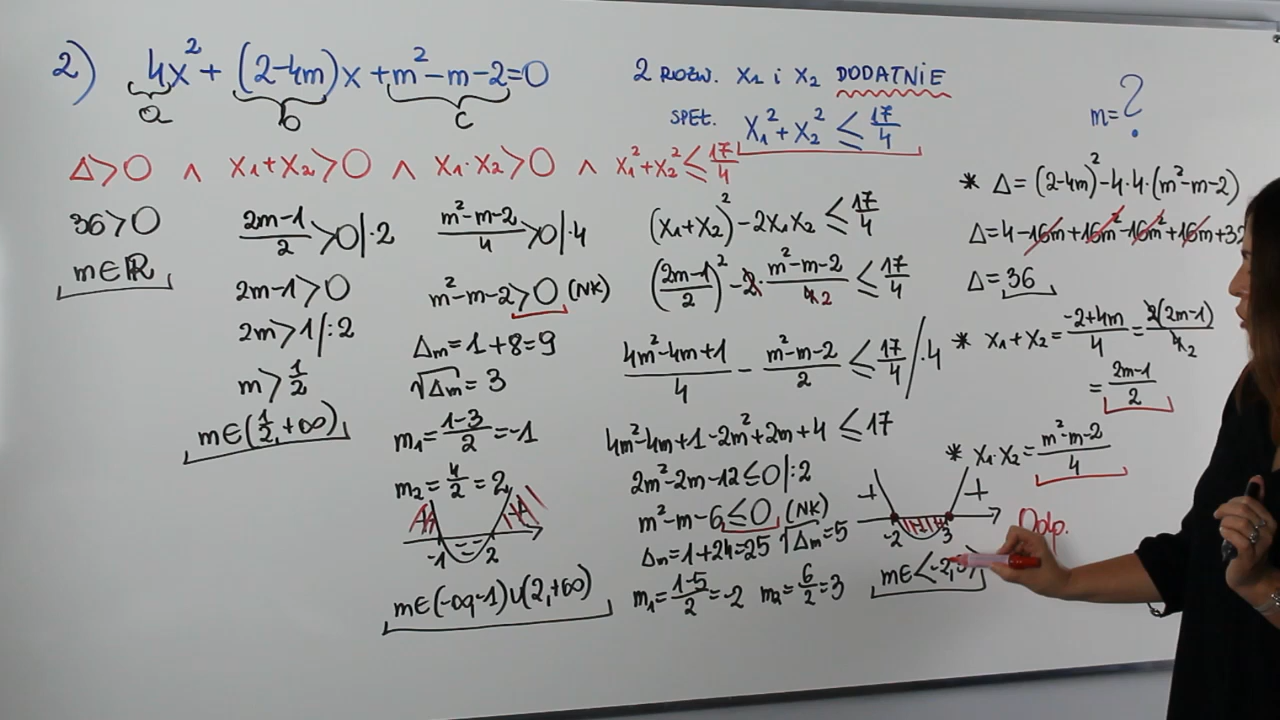 2) 4x² + (2-4m)x + m²-m-2=0
a b c
2 ROZW. x₁ i x₂ DODATNIE
SPEŁ. x₁²+x₂² ≤ 17/4
m=?
Δ>0 ∧ x₁+x₂>0 ∧ x₁·x₂>0 ∧ x₁²+x₂² ≤ 17/4
36>0
m∈ℝ
(2m-1)/2 >0 |·2
2m-1>0
2m>1 |:2
m>1/2
m∈(1/2,+∞)
(m²-m-2)/4 >0 |·4
m²-m-2>0 (NK)
Δm=1+8=9
√Δm=3
m₁=(1-3)/2=-1
m₂=4/2=2
+ - - - +
-1 2
m∈(-∞,-1)∪(2,+∞)
(x₁+x₂)²-2x₁x₂ ≤ 17/4
((2m-1)/2)² - 2·(m²-m-2)/4 2 ≤ 17/4
(4m²-4m+1)/4 - (m²-m-2)/2 ≤ 17/4 /·4
4m²-4m+1-2m²+2m+4 ≤17
2m²-2m-12≤0 |:2
m²-m-6≤0 (NK)
Δm=1+24=25 √Δm=5
m₁=(1-5)/2=-2 m₂=6/2=3
+ +
-2 3
m∈<-2,3>
* Δ=(2-4m)²-4·4·(m²-m-2)
Δ=4-16m+16m²-16m²+16m+32
Δ=36
* x₁+x₂=(-2+4m)/4=2(2m-1)/4 2
=(2m-1)/2
* x₁·x₂=(m²-m-2)/4
Odp.